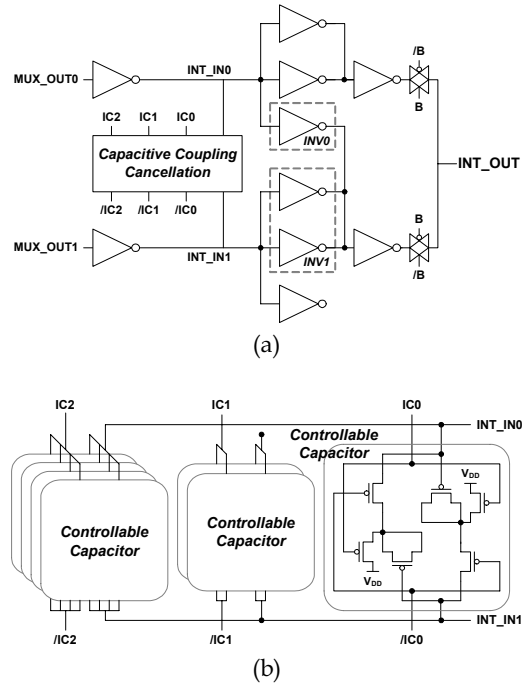 /B
MUX_OUT0
INT_IN0
B
IC2 IC1 IC0
INV0
Capacitive Coupling
Cancellation
INT_OUT
/IC2 /IC1 /IC0
B
MUX_OUT1
INT_IN1
INV1
/B
(a)
IC2 IC1 IC0
INT_IN0
Controllable
Capacitor
VDD
Controllable
Capacitor
Controllable
Capacitor
VDD
INT_IN1
/IC2 /IC1 /IC0
(b)